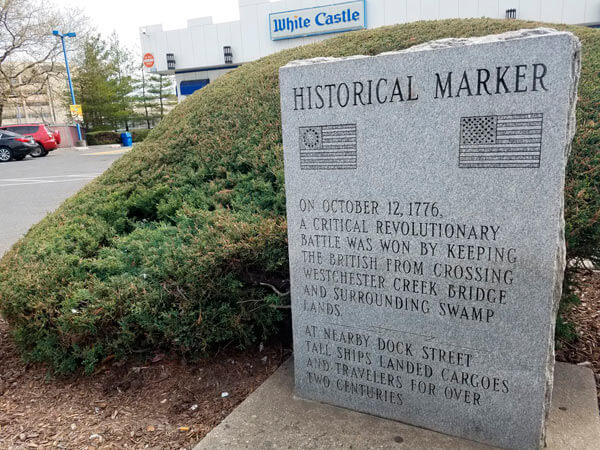 White Castle
HISTORICAL MARKER
ON OCTOBER 12, 1776,
A CRITICAL REVOLUTIONARY
BATTLE WAS WON BY KEEPING
THE BRITISH FROM CROSSING
WESTCHESTER CREEK BRIDGE
AND SURROUNDING SWAMP
LANDS.
AT NEARBY DOCK STREET
TALL SHIPS LANDED CARGOES
AND TRAVELERS FOR OVER
TWO CENTURIES